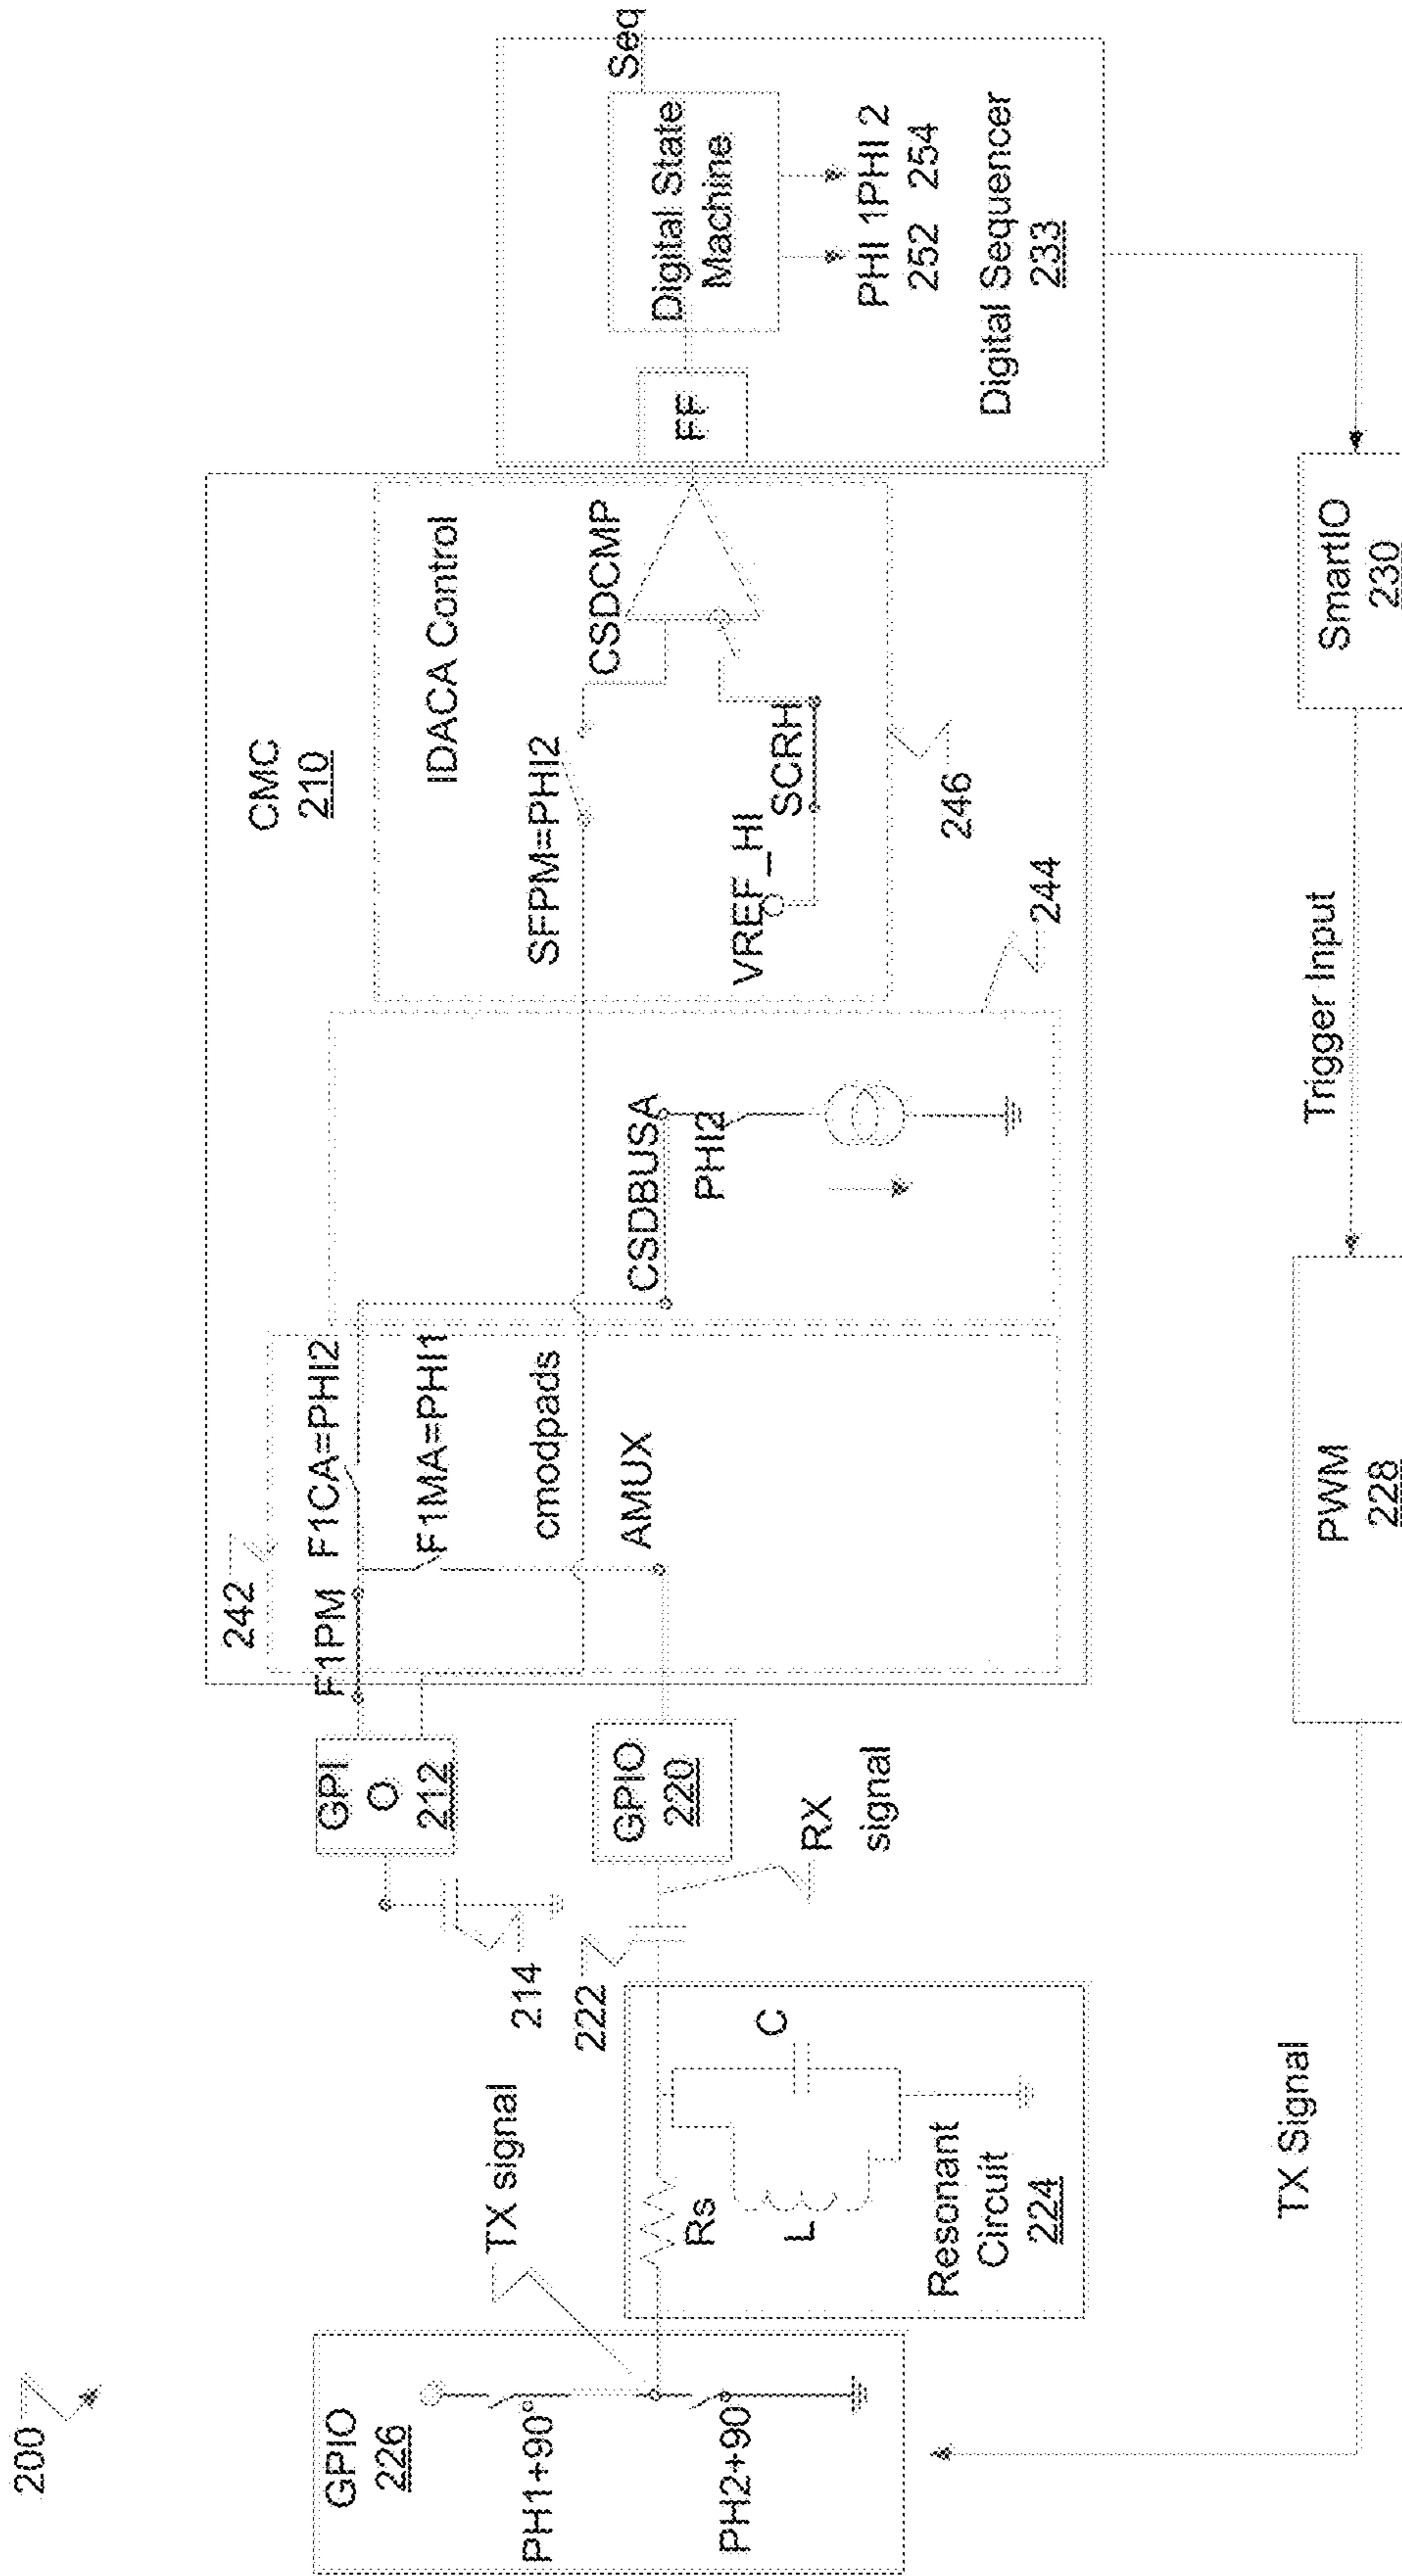 200
GPIO
226
PH1+90°
PH2+90
TX signal
Rs
L
C
Resonant
Circuit
224
222
214
RX
signal
GPI
O
212
GPIO
220
CMC
210
242
F1PM
F1CA=PHI2
F1MA=PHI1
cmodpads
AMUX
CSDBUSA
PHI2
244
IDACA Control
SFPM=PHI2
CSDCMP
VREF_HI
SCRH
246
FF
Digital State
Machine
Seq
PHI 1
PHI 2
252
254
Digital Sequencer
233
TX Signal
PWM
228
Trigger Input
SmartIO
230